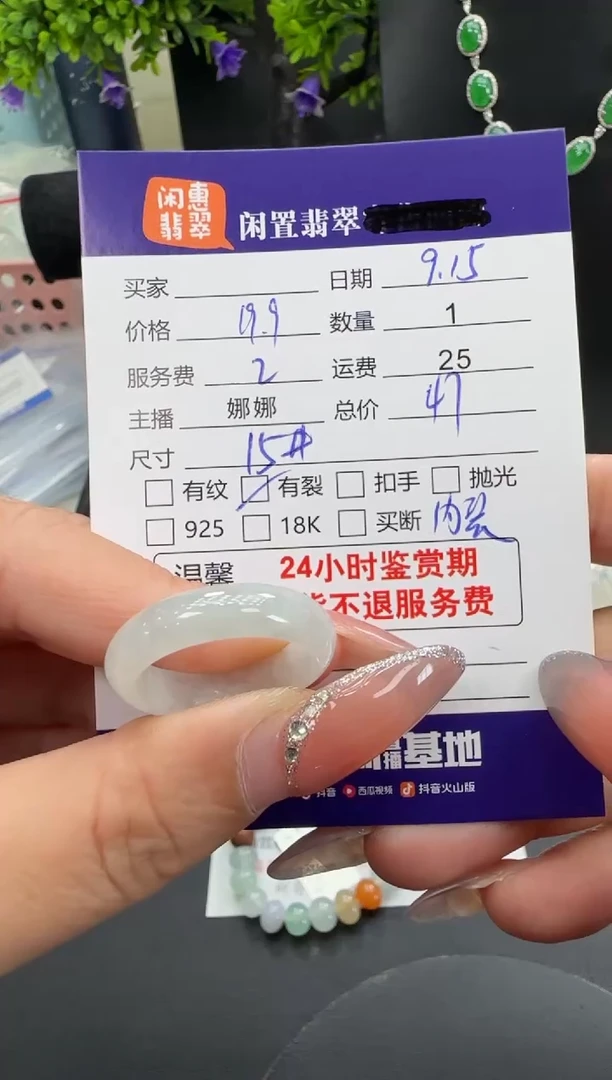 闲惠
翡翠
闲置翡翠
买家 日期 9.15
价格 19.9 数量 1
服务费 2 运费 25
主播 娜娜 总价 47
尺寸 15#
有纹 有裂 扣手 抛光
925 18K 买断 内裂
温馨 24小时鉴赏期
不退服务费
播基地
抖音 西瓜视频 抖音火山版